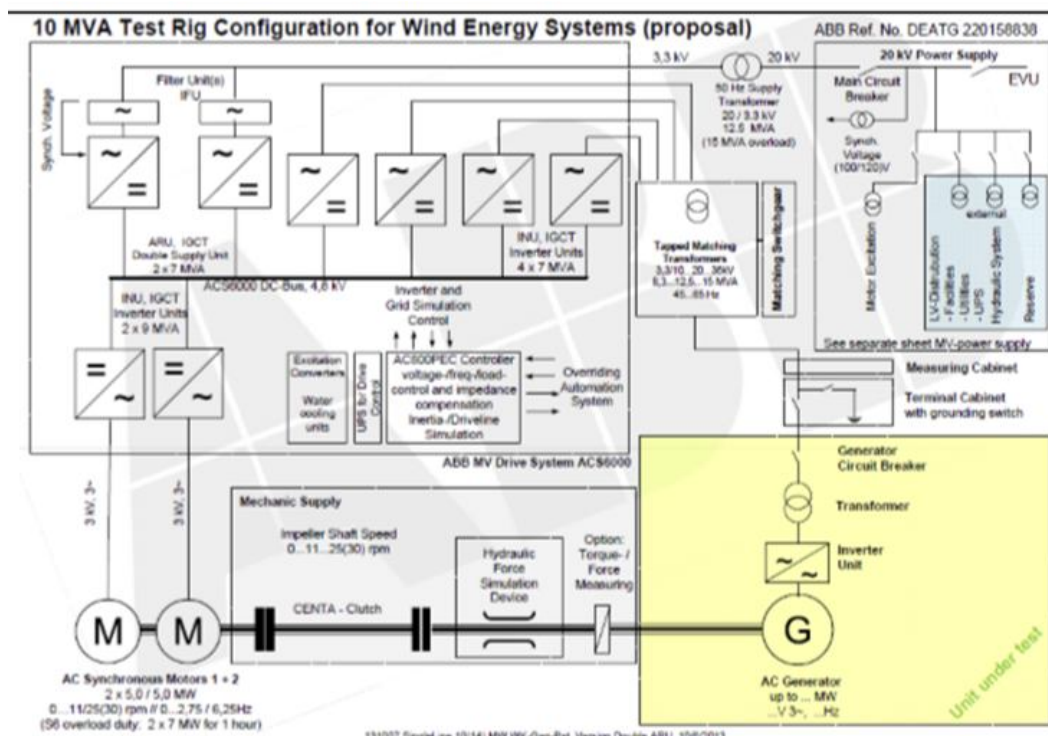 10 MVA Test Rig Configuration for Wind Energy Systems (proposal)
ABB Ref. No. DEATG 220158838
3,3 kV
20 kV
20 kV Power Supply
Filter Unit(s)
IFU
Synch. Voltage
50 Hz Supply
Transformer
20 / 3.3 kV
12.5 MVA
(15 MVA overload)
Main Circuit
Breaker
EVU
Synch.
Voltage
(100/120)V
~
~
~
=
~
=
~
=
~
=
~
=
~
=
ARU, IGCT
Double Supply Unit
2 x 7 MVA
INU, IGCT
Inverter Units
4 x 7 MVA
Tapped Matching
Transformers
3,3/10...20...36kV
6,3...12,5...15 MVA
45...65 Hz
Matching Switchgear
Motor Excitation
external
LV-Distrubution
- Facilities
- Utilities
- UPS
Hydraulic System
Reserve
See separate sheet MV-power supply
ACS6000 DC-Bus, 4,8 kV
INU, IGCT
Inverter Units
2 x 9 MVA
Inverter and
Grid Simulation
Control
=
~
=
~
Excitation
Converters
Water
cooling
units
UPS for Drive
Control
AC800PEC Controller
voltage-/freq-/load-
control and impedance
compensation
Inertia-/Driveline
Simulation
Overriding
Automation
System
ABB MV Drive System ACS6000
Measuring Cabinet
Terminal Cabinet
with grounding switch
Generator
Circuit Breaker
Transformer
~
~
Inverter
Unit
3 kV, 3~
3 kV, 3~
Mechanic Supply
Impeller Shaft Speed
0...11...25(30) rpm
Hydraulic
Force
Simulation
Device
Option:
Torque- /
Force
Measuring
CENTA - Clutch
M
M
G
AC Synchronous Motors 1 + 2
2 x 5,0 / 5,0 MW
0...11/25(30) rpm // 0...2,75 / 6,25Hz
(S6 overload duty: 2 x 7 MW for 1 hour)
AC Generator
up to ... MW
...V 3~, ...Hz
Unit under test